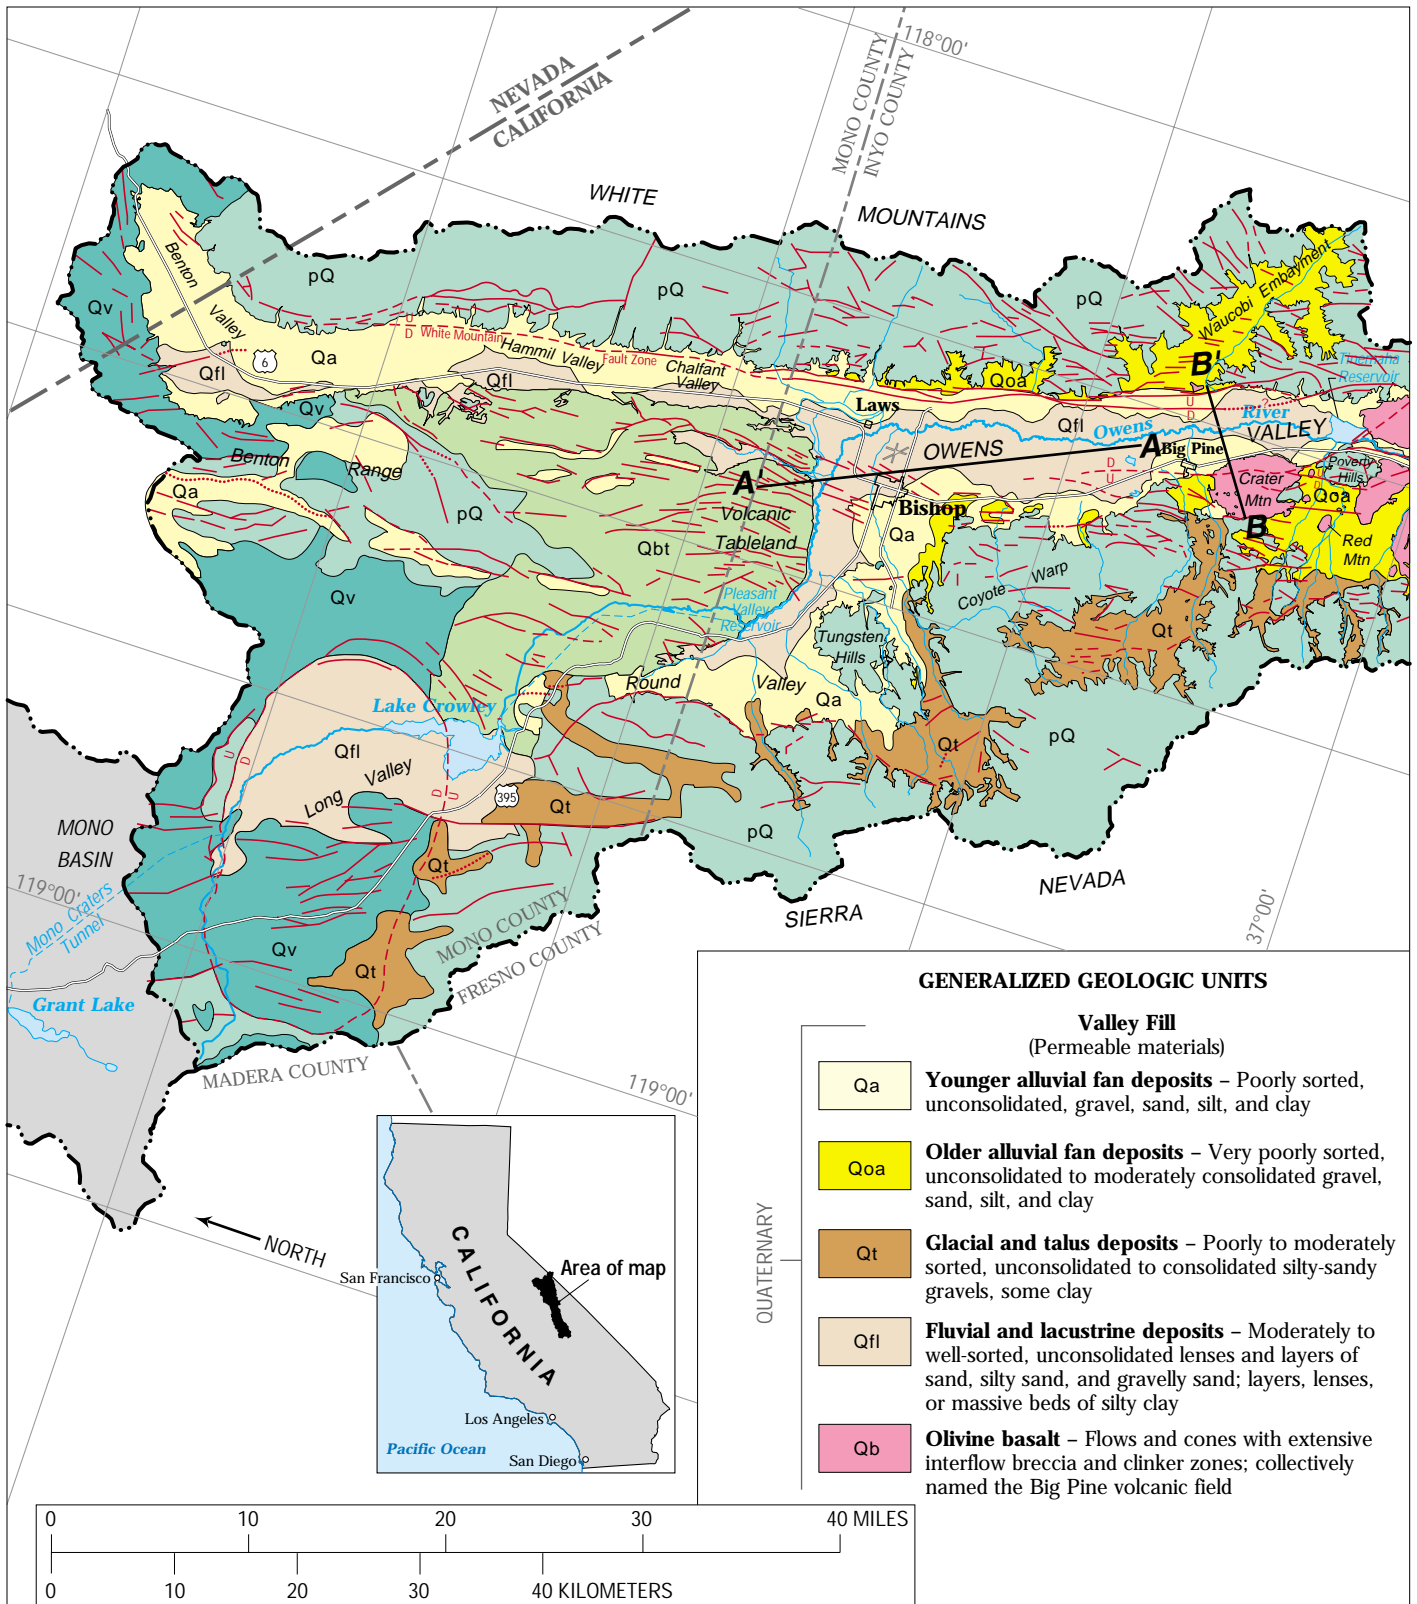 118°00'
NEVADA
CALIFORNIA
MONO COUNTY
INYO COUNTY
WHITE
MOUNTAINS
pQ
Benton
Valley
Qv
pQ
pQ
Waucobi Embayment
U
D
White Mountain
Fault Zone
Hammil Valley
Chalfant
Valley
6
Qa
Qfl
Qfl
Qv
Laws
Qoa
B'
U
D
?
Tinemaha
Reservoir
Qfl
Owens
River
VALLEY
OWENS
A
Big Pine
Benton
Range
Qa
pQ
A'
Volcanic
Tableland
Qbt
Bishop
Qa
D
U
Crater
Mtn
Poverty
Hills
U
D
Qoa
B
Red
Mtn
Qv
Pleasant
Valley
Reservoir
Coyote Warp
Tungsten
Hills
Qt
Round
Valley
Qa
Lake Crowley
U
D
Qfl
Long
Valley
D
U
395
Qt
Qt
pQ
pQ
MONO
BASIN
Qt
119°00'
Mono Craters
Tunnel
NEVADA
SIERRA
37°00'
MONO COUNTY
FRESNO COUNTY
Qv
Qt
Grant Lake
MADERA COUNTY
119°00'
NORTH
CALIFORNIA
Area of map
San Francisco
Los Angeles
Pacific Ocean
San Diego
GENERALIZED GEOLOGIC UNITS
QUATERNARY
Valley Fill
(Permeable materials)
Qa
Younger alluvial fan deposits – Poorly sorted,
unconsolidated, gravel, sand, silt, and clay
Qoa
Older alluvial fan deposits – Very poorly sorted,
unconsolidated to moderately consolidated gravel,
sand, silt, and clay
Qt
Glacial and talus deposits – Poorly to moderately
sorted, unconsolidated to consolidated silty-sandy
gravels, some clay
Qfl
Fluvial and lacustrine deposits – Moderately to
well-sorted, unconsolidated lenses and layers of
sand, silty sand, and gravelly sand; layers, lenses,
or massive beds of silty clay
Qb
Olivine basalt – Flows and cones with extensive
interflow breccia and clinker zones; collectively
named the Big Pine volcanic field
0 10 20 30 40 MILES
0 10 20 30 40 KILOMETERS